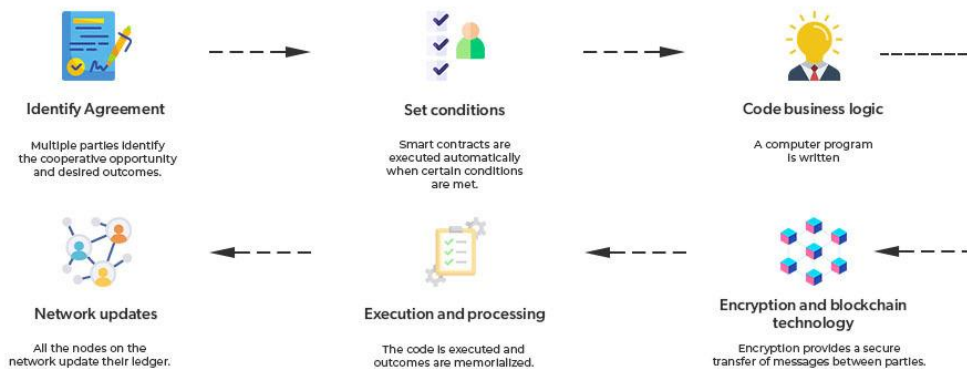 Identify Agreement
Multiple parties identify
the cooperative opportunity
and desired outcomes.
Set conditions
Smart contracts are
executed automatically
when certain conditions
are met.
Code business logic
A computer program
is written
Encryption and blockchain
technology
Encryption provides a secure
transfer of messages between parties.
Execution and processing
The code is executed and
outcomes are memorialized.
Network updates
All the nodes on the
network update their ledger.